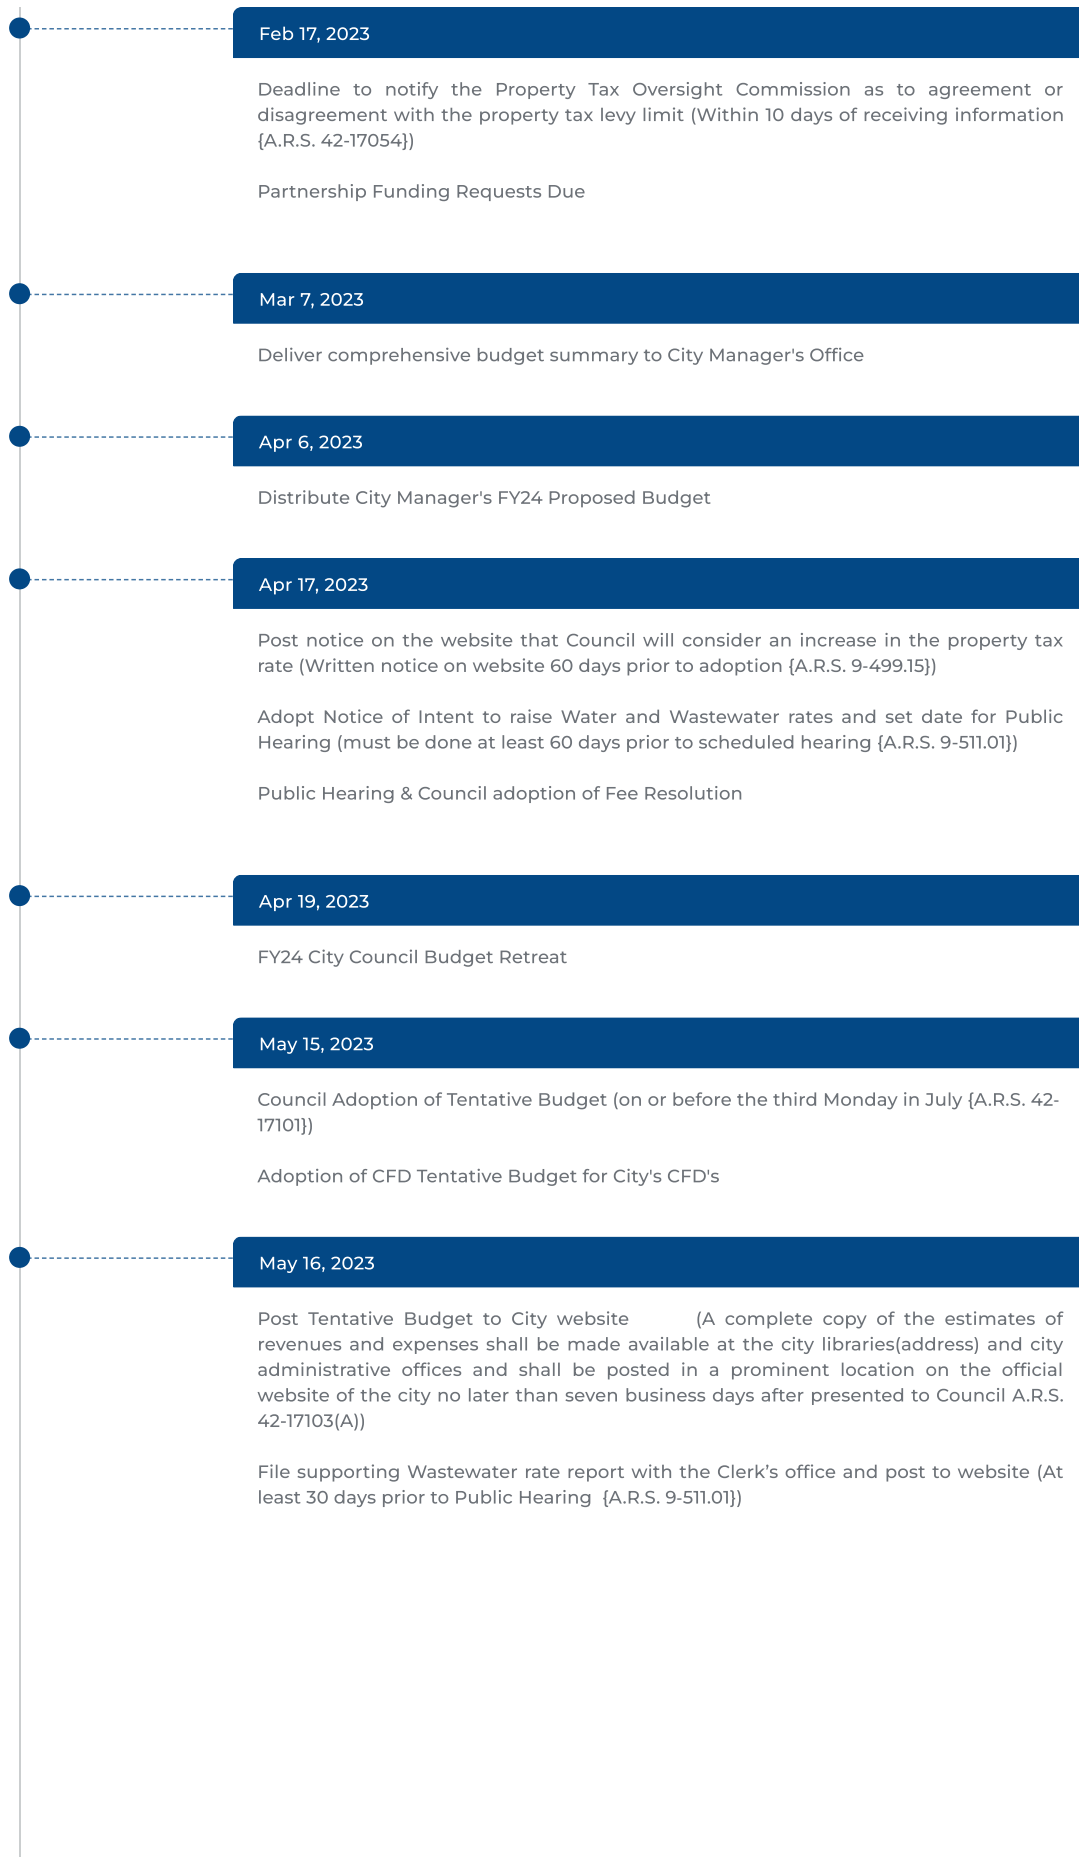 Feb 17, 2023
Deadline to notify the Property Tax Oversight Commission as to agreement or
disagreement with the property tax levy limit (Within 10 days of receiving information
{A.R.S. 42-17054})
Partnership Funding Requests Due
Mar 7, 2023
Deliver comprehensive budget summary to City Manager's Office
Apr 6, 2023
Distribute City Manager's FY24 Proposed Budget
Apr 17, 2023
Post notice on the website that Council will consider an increase in the property tax
rate (Written notice on website 60 days prior to adoption {A.R.S. 9-499.15})
Adopt Notice of Intent to raise Water and Wastewater rates and set date for Public
Hearing (must be done at least 60 days prior to scheduled hearing {A.R.S. 9-511.01})
Public Hearing & Council adoption of Fee Resolution
Apr 19, 2023
FY24 City Council Budget Retreat
May 15, 2023
Council Adoption of Tentative Budget (on or before the third Monday in July {A.R.S. 42-
17101})
Adoption of CFD Tentative Budget for City's CFD's
May 16, 2023
Post Tentative Budget to City website (A complete copy of the estimates of
revenues and expenses shall be made available at the city libraries(address) and city
administrative offices and shall be posted in a prominent location on the official
website of the city no later than seven business days after presented to Council A.R.S.
42-17103(A))
File supporting Wastewater rate report with the Clerk’s office and post to website (At
least 30 days prior to Public Hearing {A.R.S. 9-511.01})